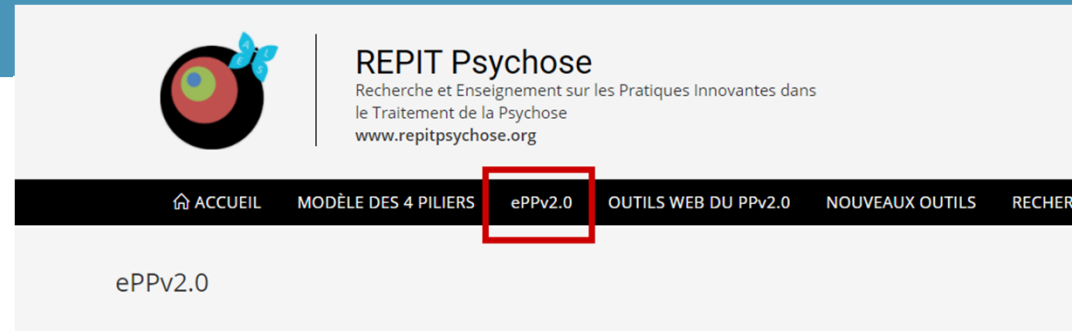 REPIT Psychose
Recherche et Enseignement sur les Pratiques Innovantes dans
le Traitement de la Psychose
www.repitpsychose.org
ACCUEIL MODÈLE DES 4 PILIERS ePPv2.0 OUTILS WEB DU PPv2.0 NOUVEAUX OUTILS RECHER
ePPv2.0